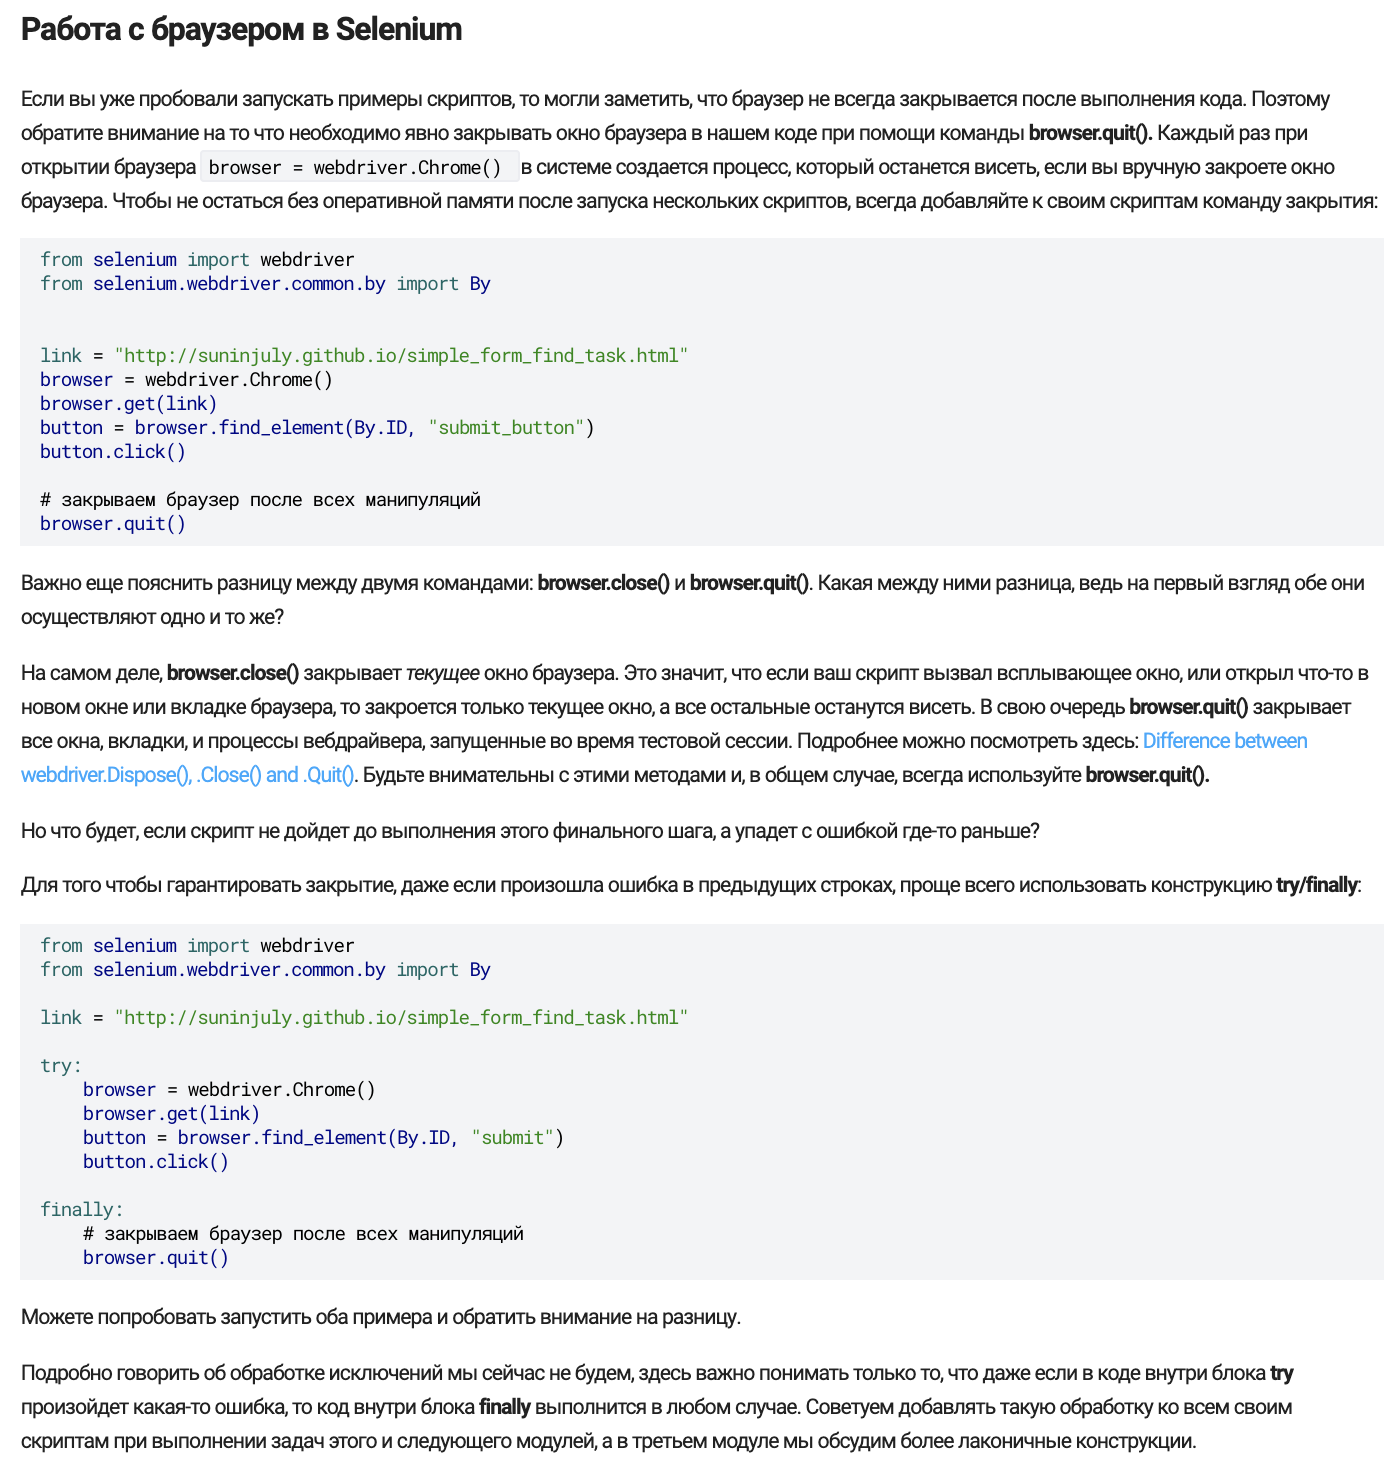 Работа с браузером в Selenium
Если вы уже пробовали запускать примеры скриптов, то могли заметить, что браузер не всегда закрывается после выполнения кода. Поэтому
обратите внимание на то что необходимо явно закрывать окно браузера в нашем коде при помощи команды browser.quit(). Каждый раз при
открытии браузера browser = webdriver.Chrome() в системе создается процесс, который останется висеть, если вы вручную закроете окно
браузера. Чтобы не остаться без оперативной памяти после запуска нескольких скриптов, всегда добавляйте к своим скриптам команду закрытия:
from selenium import webdriver
from selenium.webdriver.common.by import By
link = "http://suninjuly.github.io/simple_form_find_task.html"
browser = webdriver.Chrome()
browser.get(link)
button = browser.find_element(By.ID, "submit_button")
button.click()
# закрываем браузер после всех манипуляций
browser.quit()
Важно еще пояснить разницу между двумя командами: browser.close() и browser.quit(). Какая между ними разница, ведь на первый взгляд обе они
осуществляют одно и то же?
На самом деле, browser.close() закрывает текущее окно браузера. Это значит, что если ваш скрипт вызвал всплывающее окно, или открыл что-то в
новом окне или вкладке браузера, то закроется только текущее окно, а все остальные останутся висеть. В свою очередь browser.quit() закрывает
все окна, вкладки, и процессы вебдрайвера, запущенные во время тестовой сессии. Подробнее можно посмотреть здесь: Difference between
webdriver.Dispose(), .Close() and .Quit(). Будьте внимательны с этими методами и, в общем случае, всегда используйте browser.quit().
Но что будет, если скрипт не дойдет до выполнения этого финального шага, а упадет с ошибкой где-то раньше?
Для того чтобы гарантировать закрытие, даже если произошла ошибка в предыдущих строках, проще всего использовать конструкцию try/finally:
from selenium import webdriver
from selenium.webdriver.common.by import By
link = "http://suninjuly.github.io/simple_form_find_task.html"
try:
    browser = webdriver.Chrome()
    browser.get(link)
    button = browser.find_element(By.ID, "submit")
    button.click()
finally:
    # закрываем браузер после всех манипуляций
    browser.quit()
Можете попробовать запустить оба примера и обратить внимание на разницу.
Подробно говорить об обработке исключений мы сейчас не будем, здесь важно понимать только то, что даже если в коде внутри блока try
произойдет какая-то ошибка, то код внутри блока finally выполнится в любом случае. Советуем добавлять такую обработку ко всем своим
скриптам при выполнении задач этого и следующего модулей, а в третьем модуле мы обсудим более лаконичные конструкции.